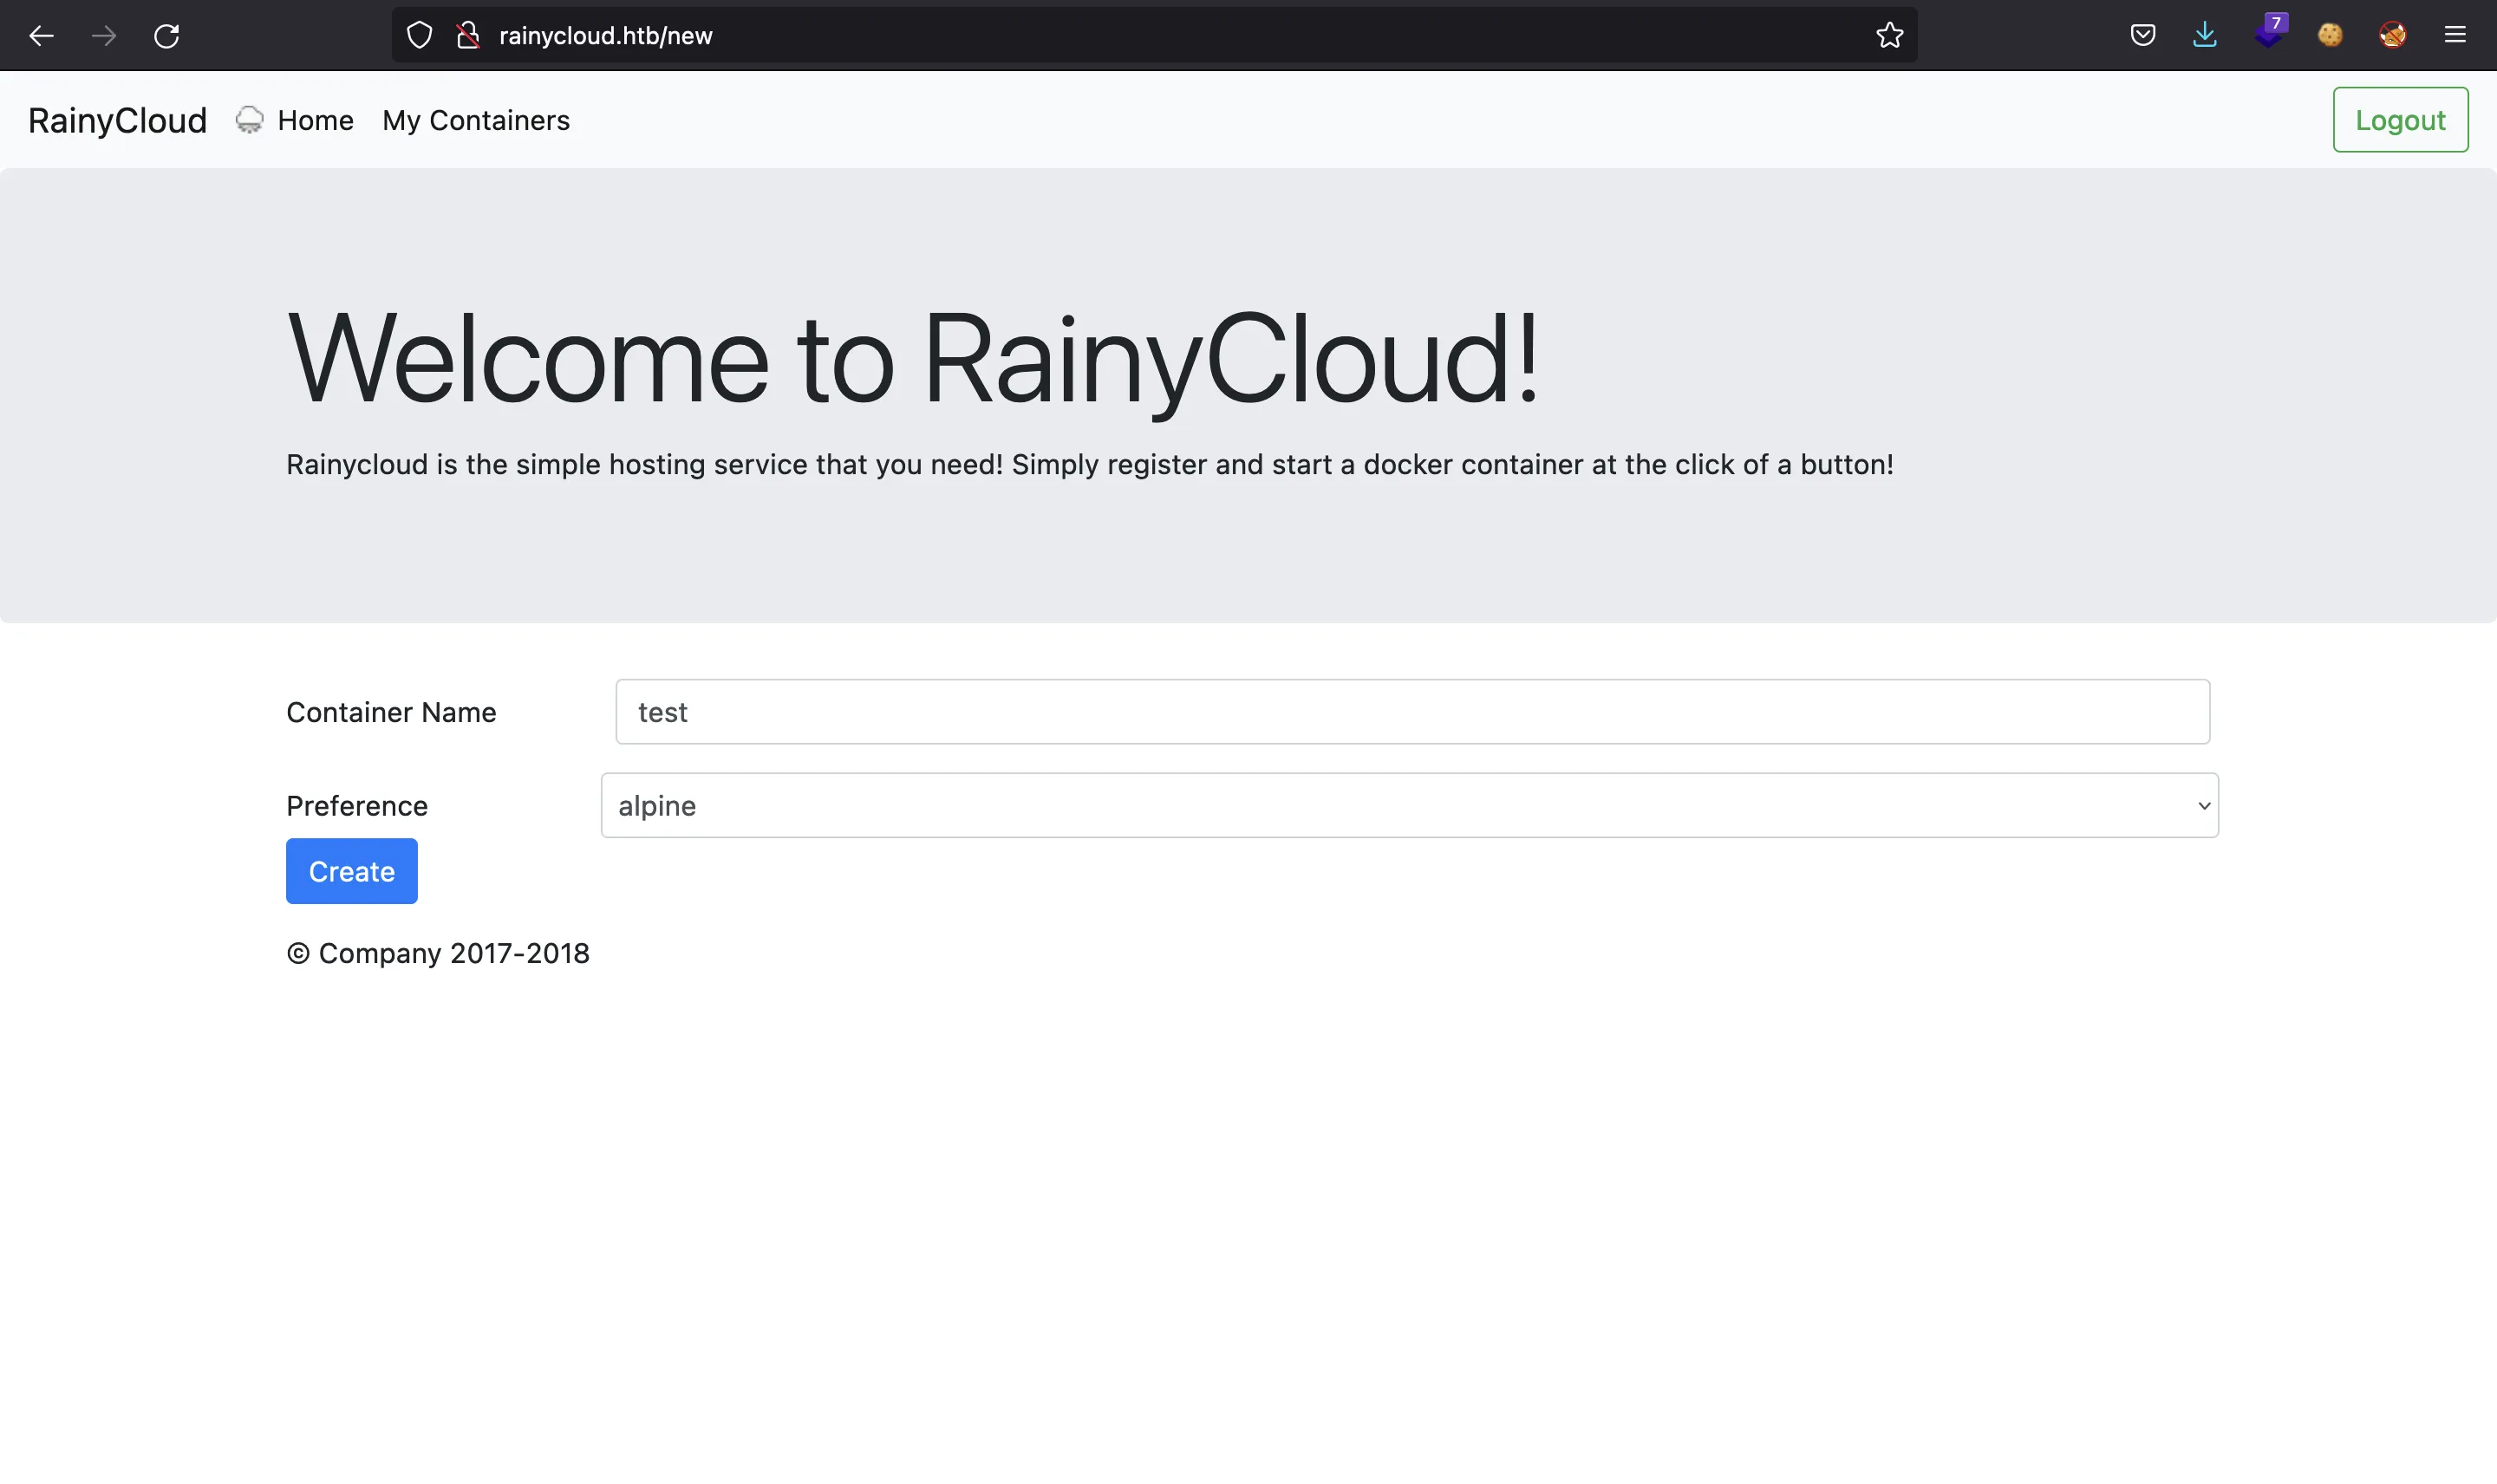 rainycloud.htb/new
7
RainyCloud Home My Containers Logout
Welcome to RainyCloud!
Rainycloud is the simple hosting service that you need! Simply register and start a docker container at the click of a button!
Container Name test
Preference alpine
Create
© Company 2017-2018